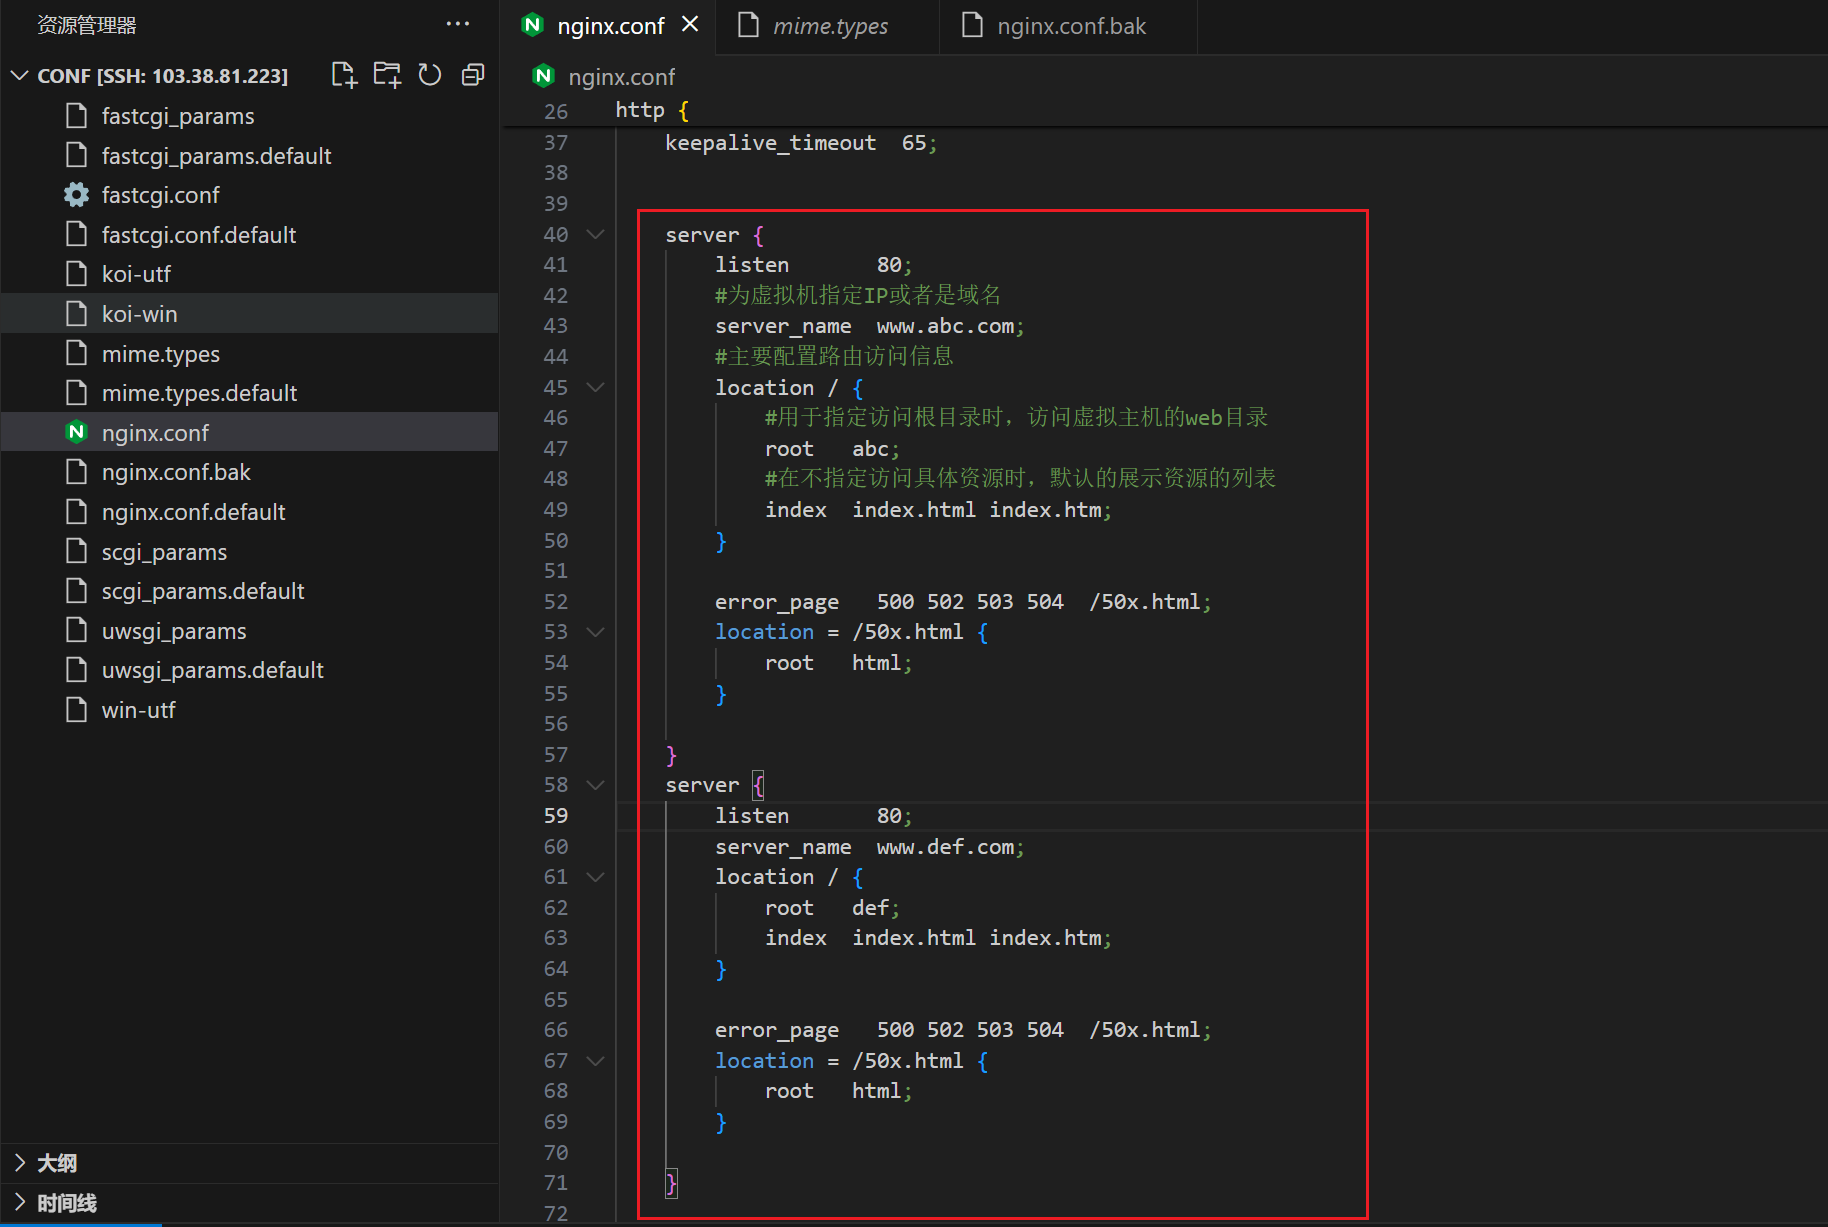 资源管理器
CONF [SSH: 103.38.81.223]
fastcgi_params
fastcgi_params.default
fastcgi.conf
fastcgi.conf.default
koi-utf
koi-win
mime.types
mime.types.default
nginx.conf
nginx.conf.bak
nginx.conf.default
scgi_params
scgi_params.default
uwsgi_params
uwsgi_params.default
win-utf
大纲
时间线
nginx.conf
mime.types
nginx.conf.bak
nginx.conf
26 http {
37 keepalive_timeout  65;
38
39
40 server {
41 listen       80;
42 #为虚拟机指定IP或者是域名
43 server_name  www.abc.com;
44 #主要配置路由访问信息
45 location / {
46 #用于指定访问根目录时，访问虚拟主机的web目录
47 root   abc;
48 #在不指定访问具体资源时，默认的展示资源的列表
49 index  index.html index.htm;
50 }
51
52 error_page   500 502 503 504  /50x.html;
53 location = /50x.html {
54 root   html;
55 }
56
57 }
58 server {
59 listen       80;
60 server_name  www.def.com;
61 location / {
62 root   def;
63 index  index.html index.htm;
64 }
65
66 error_page   500 502 503 504  /50x.html;
67 location = /50x.html {
68 root   html;
69 }
70
71 }
72